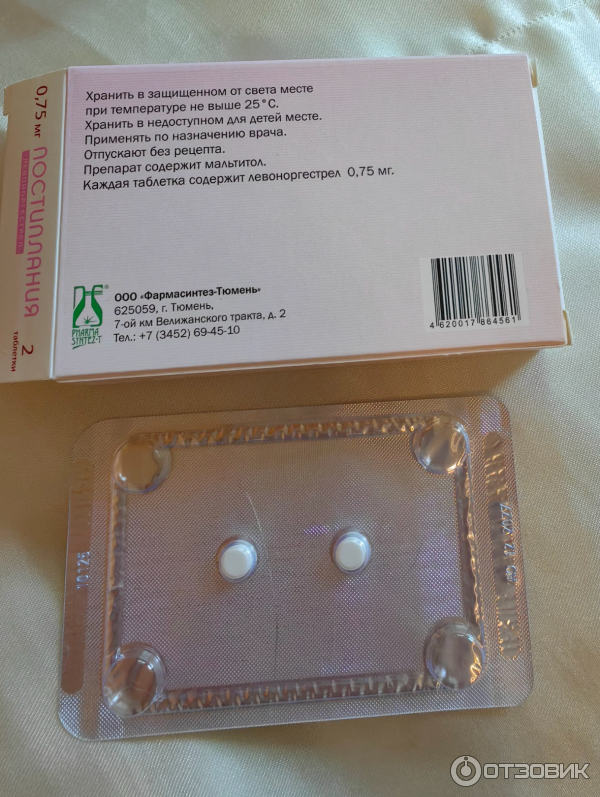 Хранить в защищенном от света месте
при температуре не выше 25°С.
Хранить в недоступном для детей месте.
Применять по назначению врача.
Отпускают без рецепта.
Препарат содержит мальтитол.
Каждая таблетка содержит левоноргестрел 0,75 мг.
0,75 мг
ПОСТИПЛАНИЯ
2
таблетки
PHARMA
SINTEZ-T
ООО «Фармасинтез-Тюмень»
625059, г. Тюмень,
7-ой км Велижанского тракта, д. 2
Тел.: +7 (3452) 69-45-10
4 620017 864561
10125
ОТЗОВИК